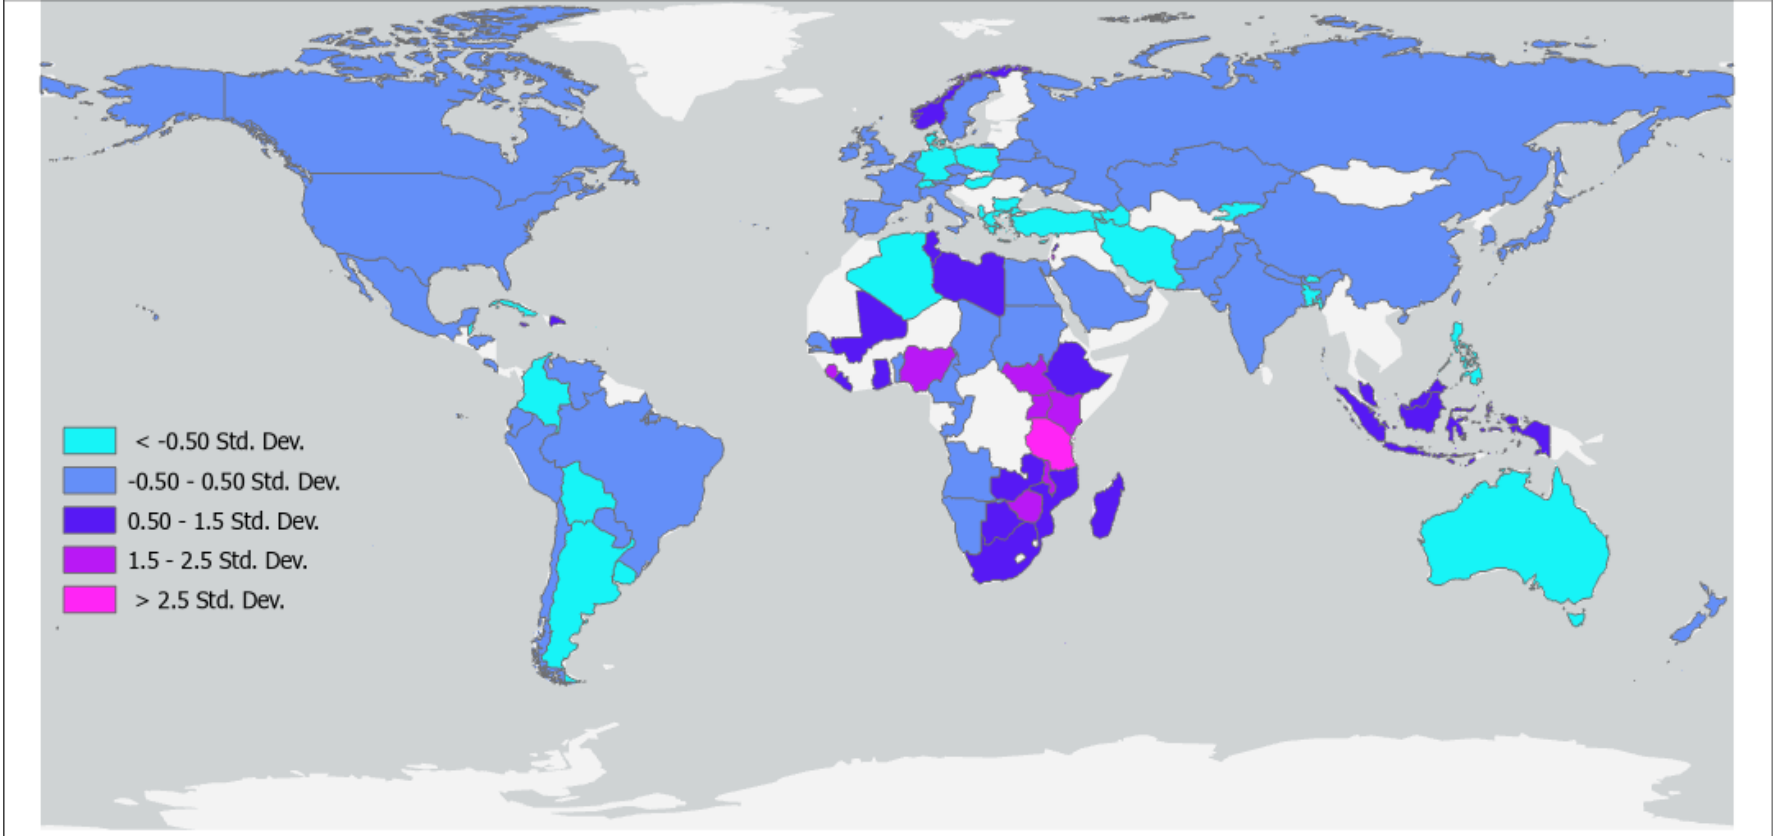 < -0.50 Std. Dev.
-0.50 - 0.50 Std. Dev.
0.50 - 1.5 Std. Dev.
1.5 - 2.5 Std. Dev.
> 2.5 Std. Dev.